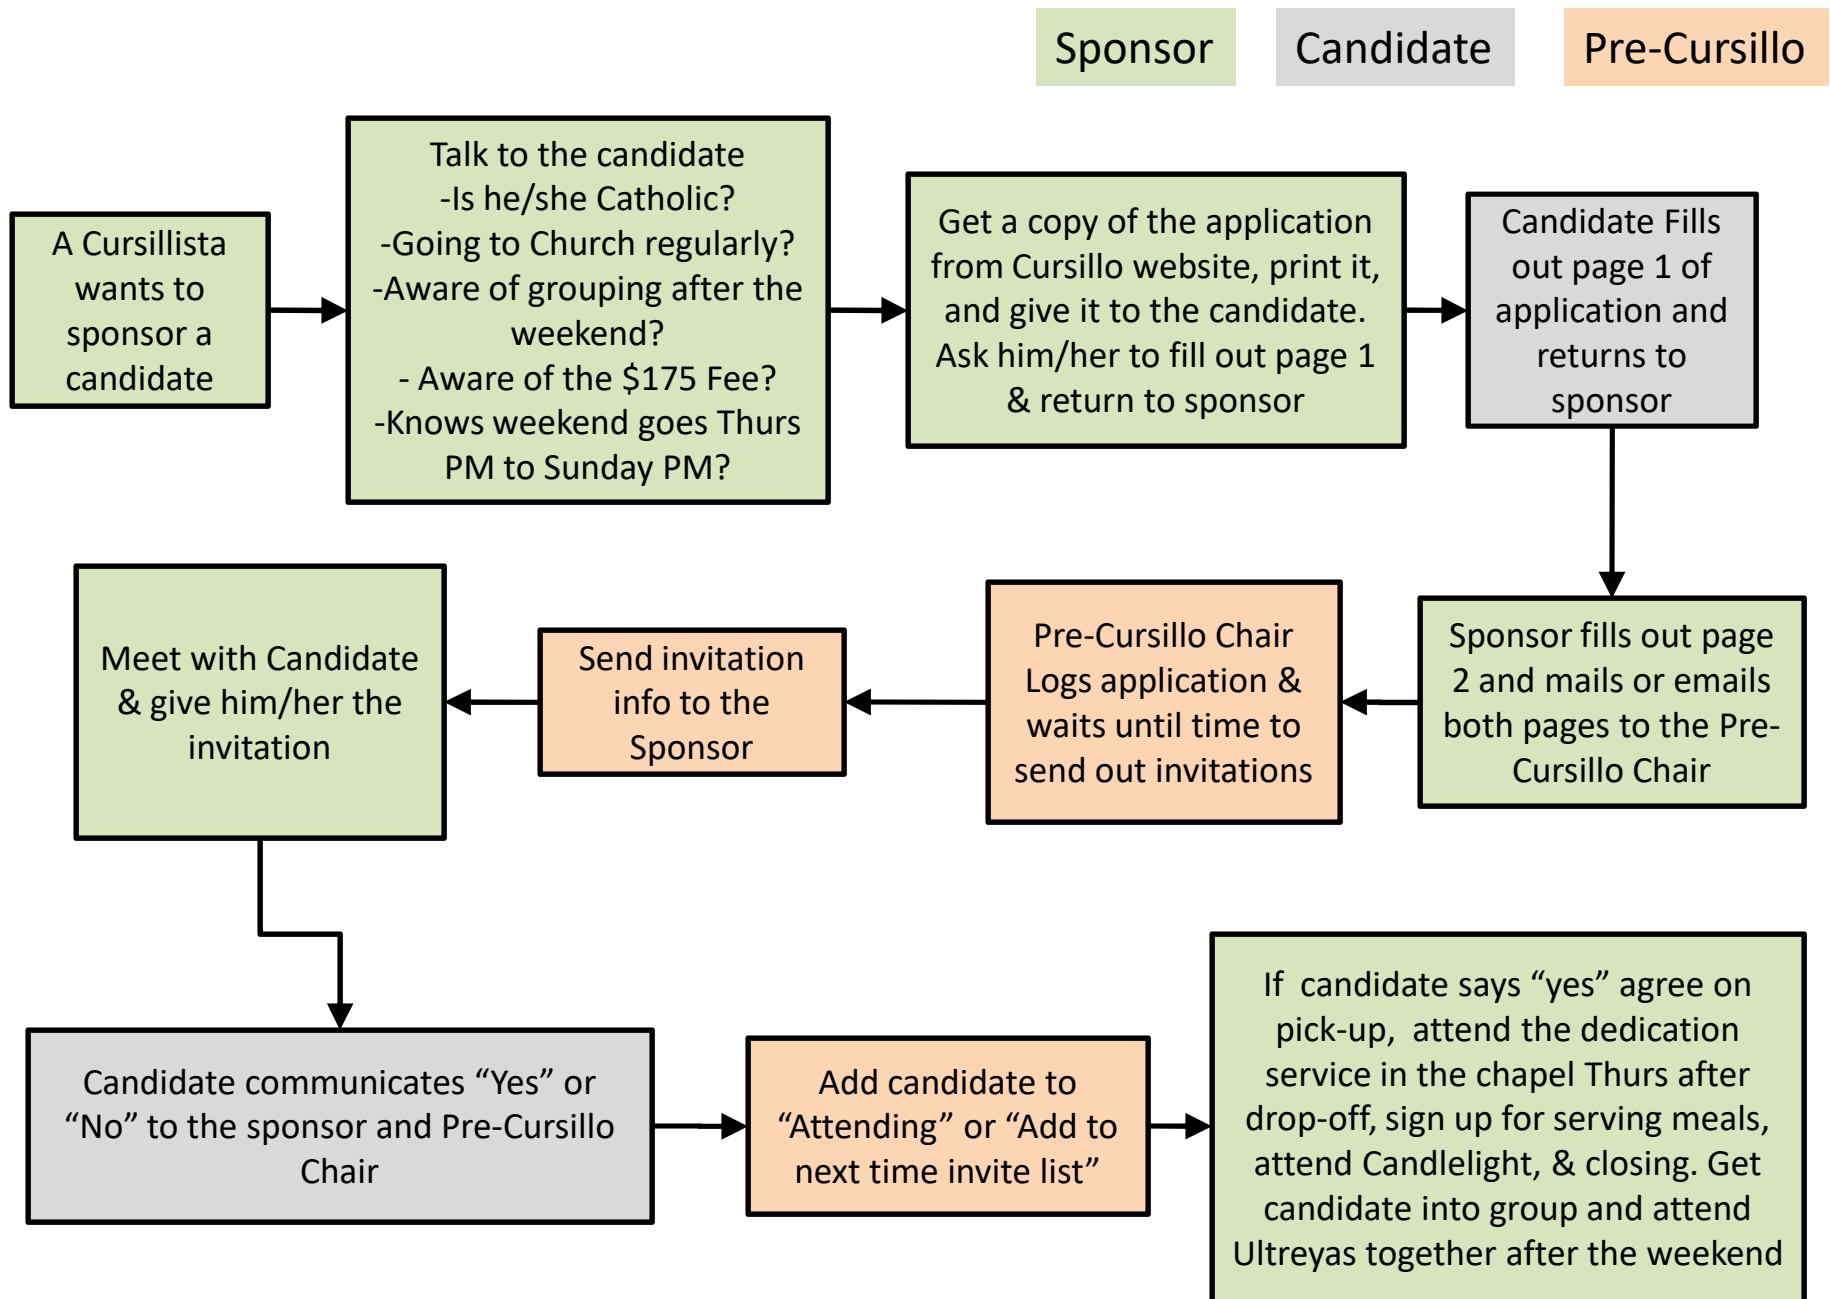 Sponsor
Candidate
Pre-Cursillo
A Cursillista
wants to
sponsor a
candidate
Talk to the candidate
-Is he/she Catholic?
-Going to Church regularly?
-Aware of grouping after the
weekend?
- Aware of the $175 Fee?
-Knows weekend goes Thurs
PM to Sunday PM?
Get a copy of the application
from Cursillo website, print it,
and give it to the candidate.
Ask him/her to fill out page 1
& return to sponsor
Candidate Fills
out page 1 of
application and
returns to
sponsor
Sponsor fills out page
2 and mails or emails
both pages to the Pre-
Cursillo Chair
Pre-Cursillo Chair
Logs application &
waits until time to
send out invitations
Send invitation
info to the
Sponsor
Meet with Candidate
& give him/her the
invitation
Candidate communicates “Yes” or
“No” to the sponsor and Pre-Cursillo
Chair
Add candidate to
“Attending” or “Add to
next time invite list”
If  candidate says “yes” agree on
pick-up,  attend the dedication
service in the chapel Thurs after
drop-off, sign up for serving meals,
attend Candlelight, & closing. Get
candidate into group and attend
Ultreyas together after the weekend